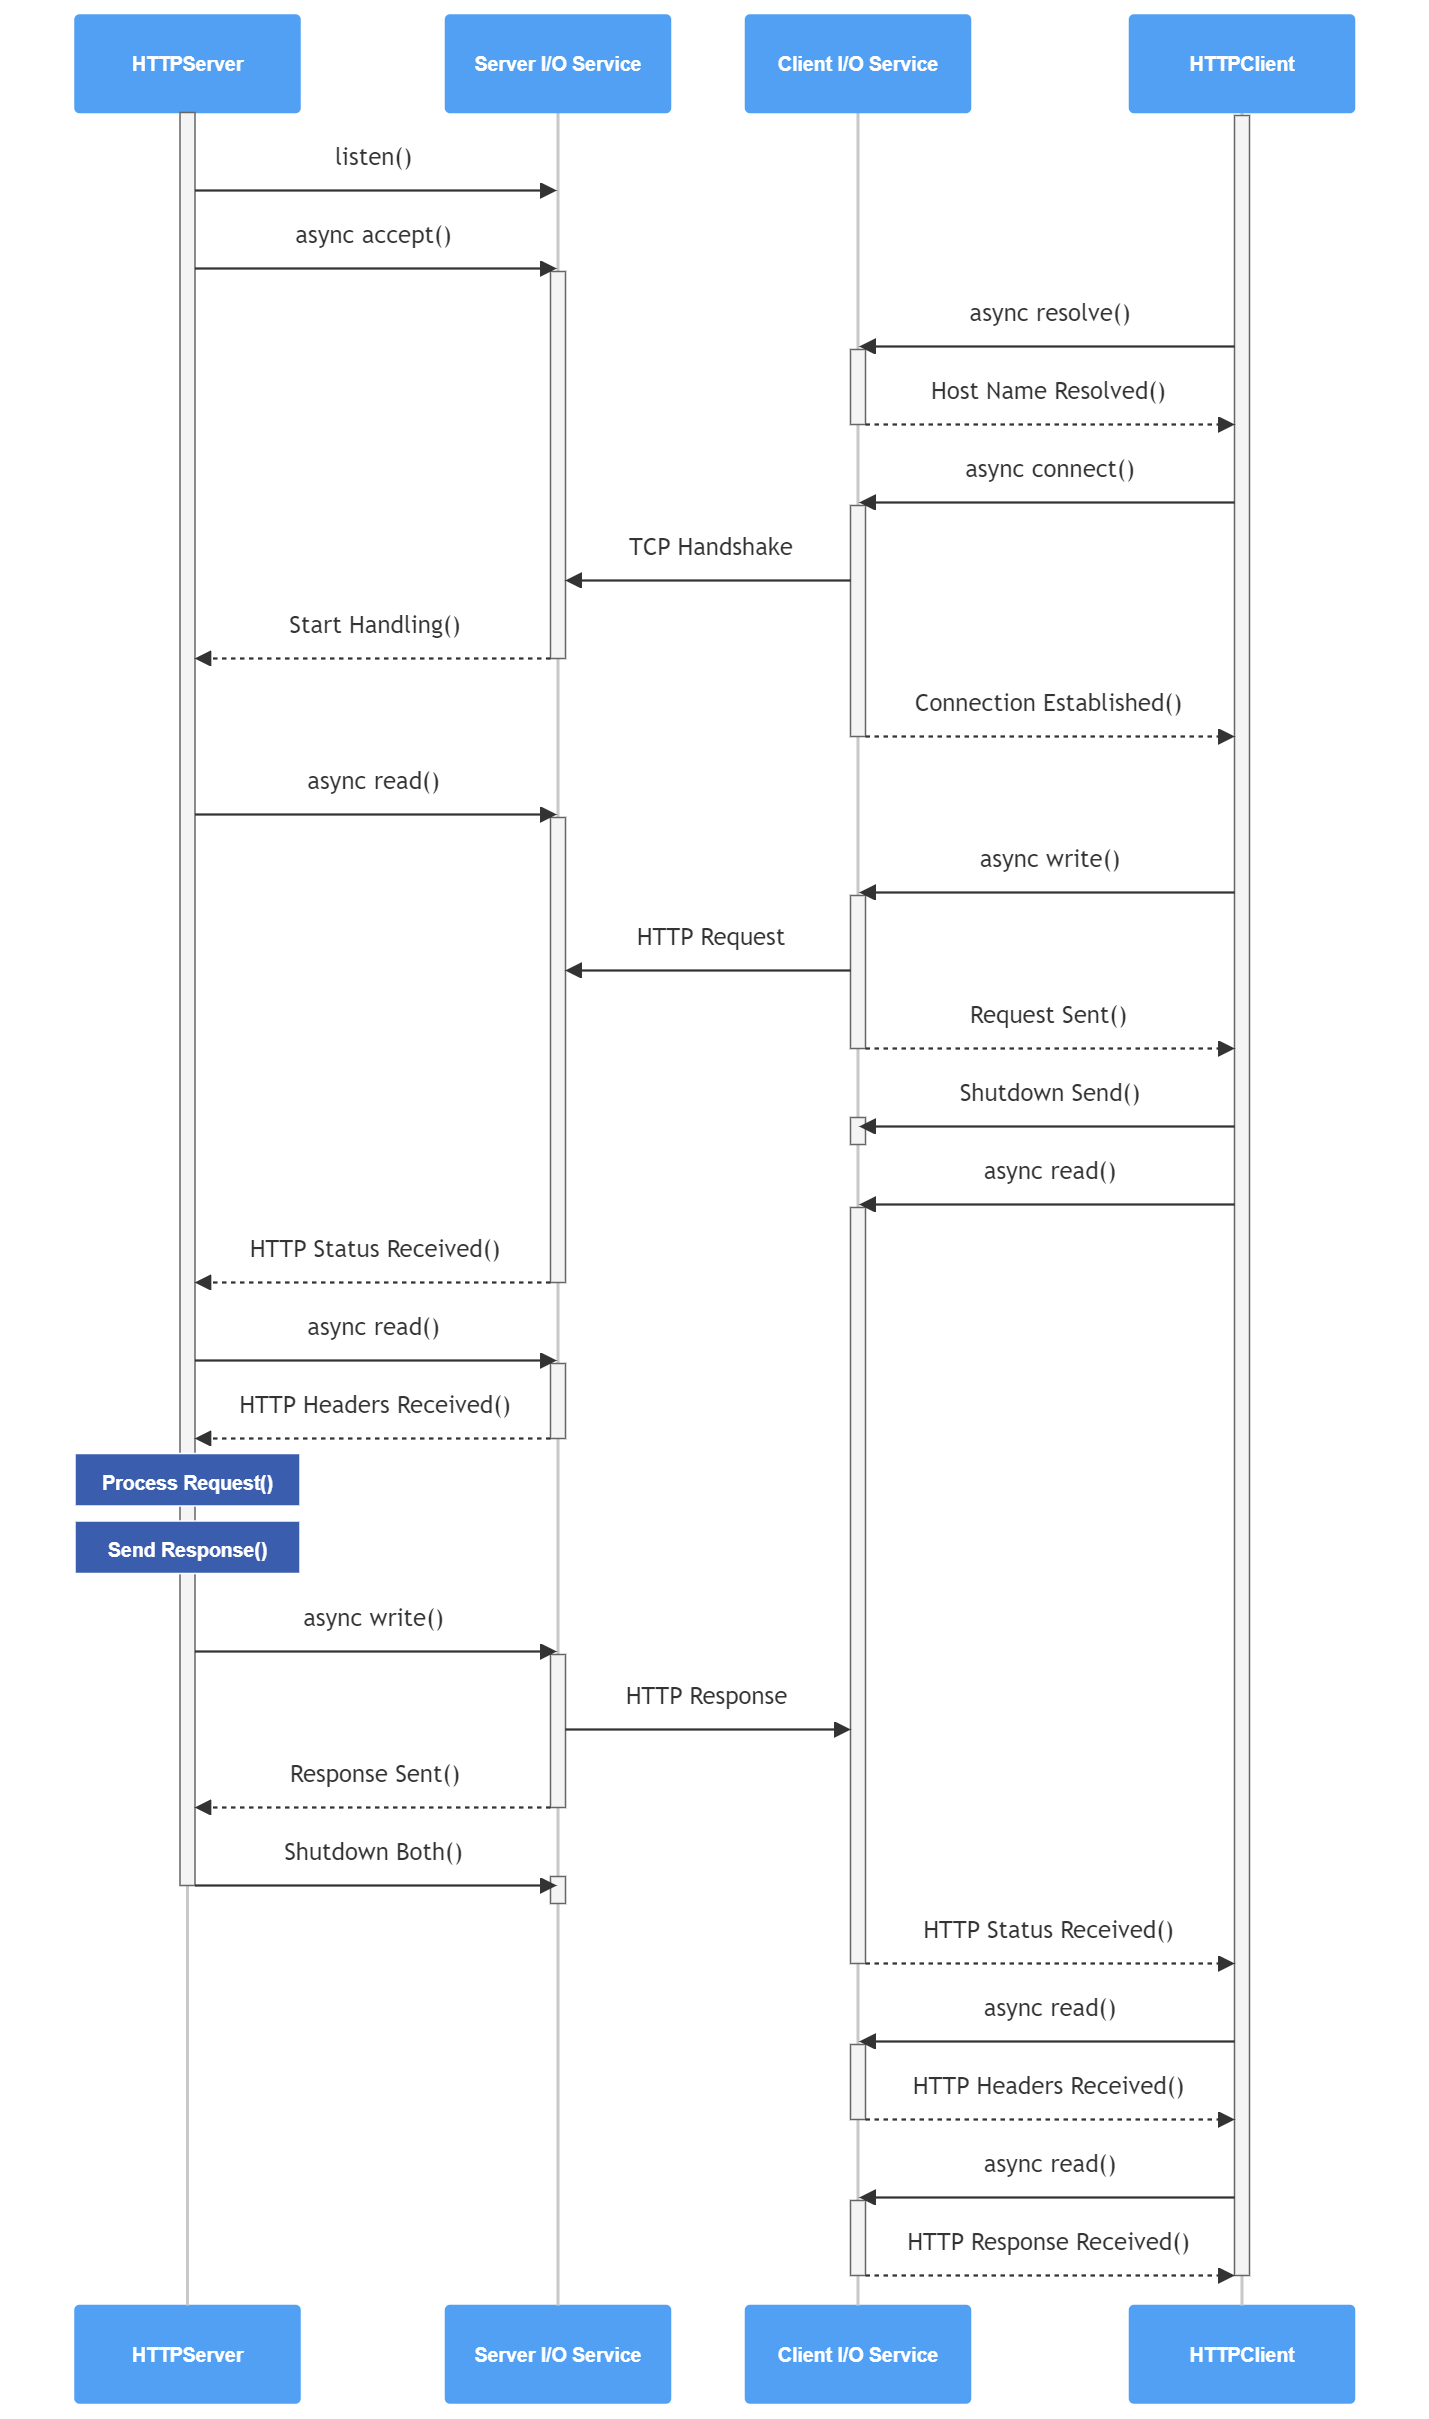 HTTPServer
Server I/O Service
Client I/O Service
HTTPClient
listen()
async accept()
async resolve()
Host Name Resolved()
async connect()
TCP Handshake
Start Handling()
Connection Established()
async read()
async write()
HTTP Request
Request Sent()
Shutdown Send()
async read()
HTTP Status Received()
async read()
HTTP Headers Received()
Process Request()
Send Response()
async write()
HTTP Response
Response Sent()
Shutdown Both()
HTTP Status Received()
async read()
HTTP Headers Received()
async read()
HTTP Response Received()
HTTPServer
Server I/O Service
Client I/O Service
HTTPClient